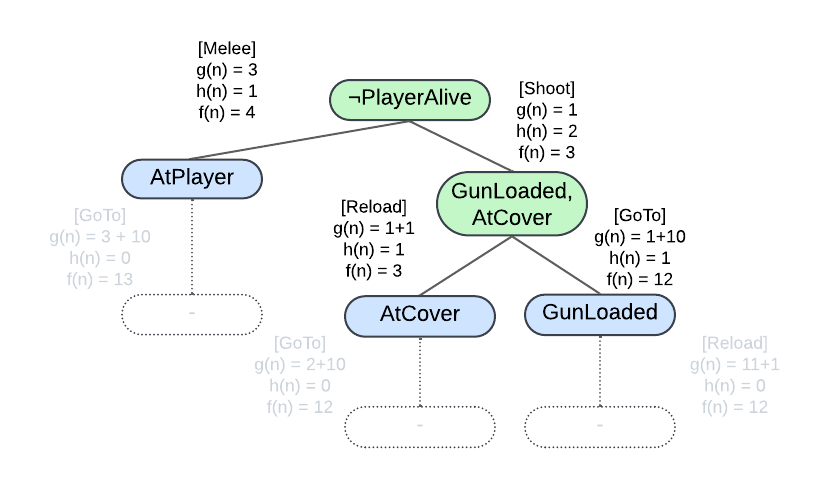 [Melee]
g(n) = 3
h(n) = 1
f(n) = 4
¬PlayerAlive
[Shoot]
g(n) = 1
h(n) = 2
f(n) = 3
AtPlayer
GunLoaded,
AtCover
[GoTo]
g(n) = 3 + 10
h(n) = 0
f(n) = 13
[Reload]
g(n) = 1+1
h(n) = 1
f(n) = 3
[GoTo]
g(n) = 1+10
h(n) = 1
f(n) = 12
-
AtCover
GunLoaded
[GoTo]
g(n) = 2+10
h(n) = 0
f(n) = 12
[Reload]
g(n) = 11+1
h(n) = 0
f(n) = 12
-
-